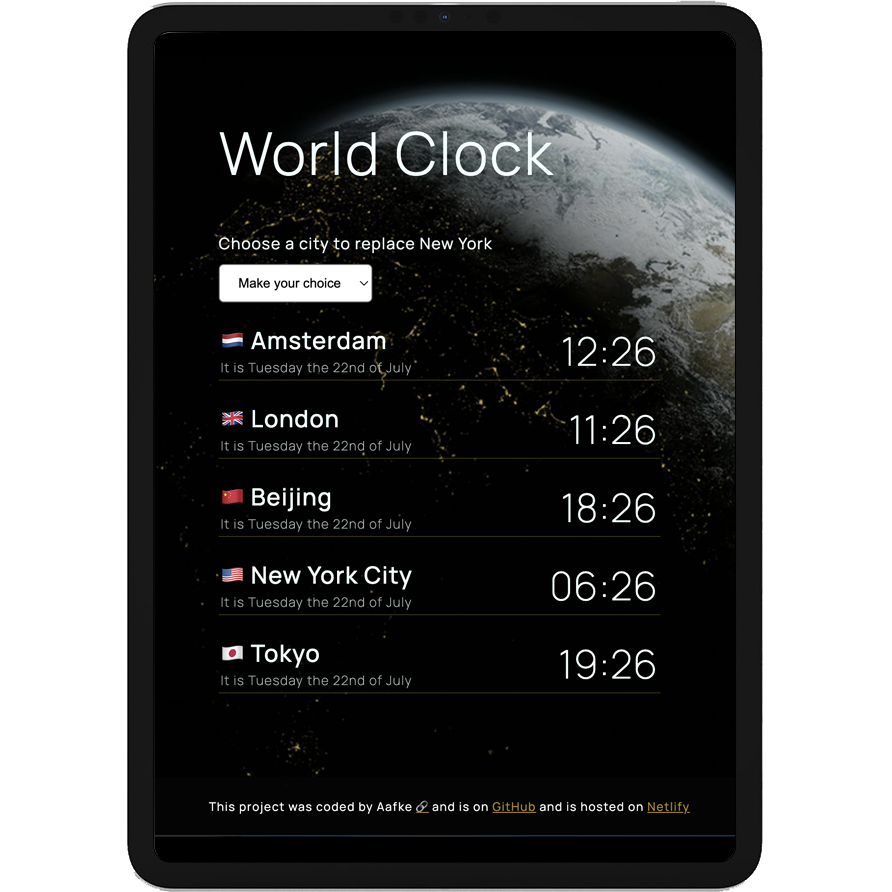 World Clock
Choose a city to replace New York
Make your choice
Amsterdam
12:26
It is Tuesday the 22nd of July
London
11:26
It is Tuesday the 22nd of July
Beijing
18:26
It is Tuesday the 22nd of July
New York City
06:26
It is Tuesday the 22nd of July
Tokyo
19:26
It is Tuesday the 22nd of July
This project was coded by Aafke 🔗 and is on GitHub and is hosted on Netlify